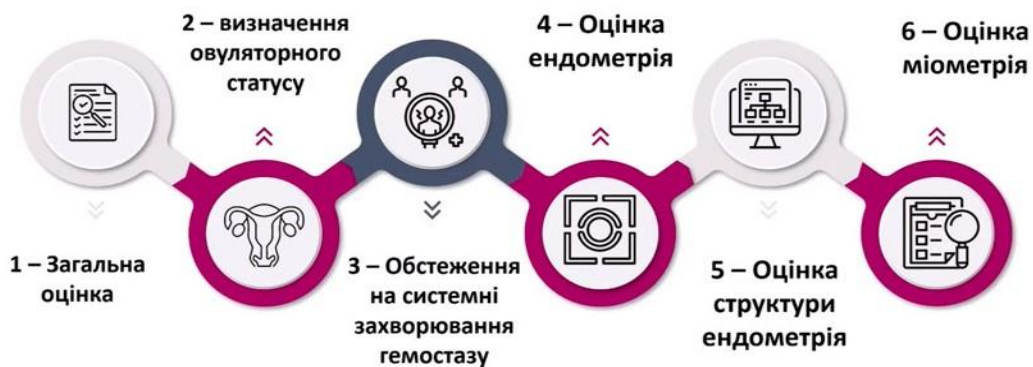 1 – Загальна
оцінка
2 – визначення
овуляторного
статусу
3 – Обстеження
на системні
захворювання
гемостазу
4 – Оцінка
ендометрія
5 – Оцінка
структури
ендометрія
6 – Оцінка
міометрія